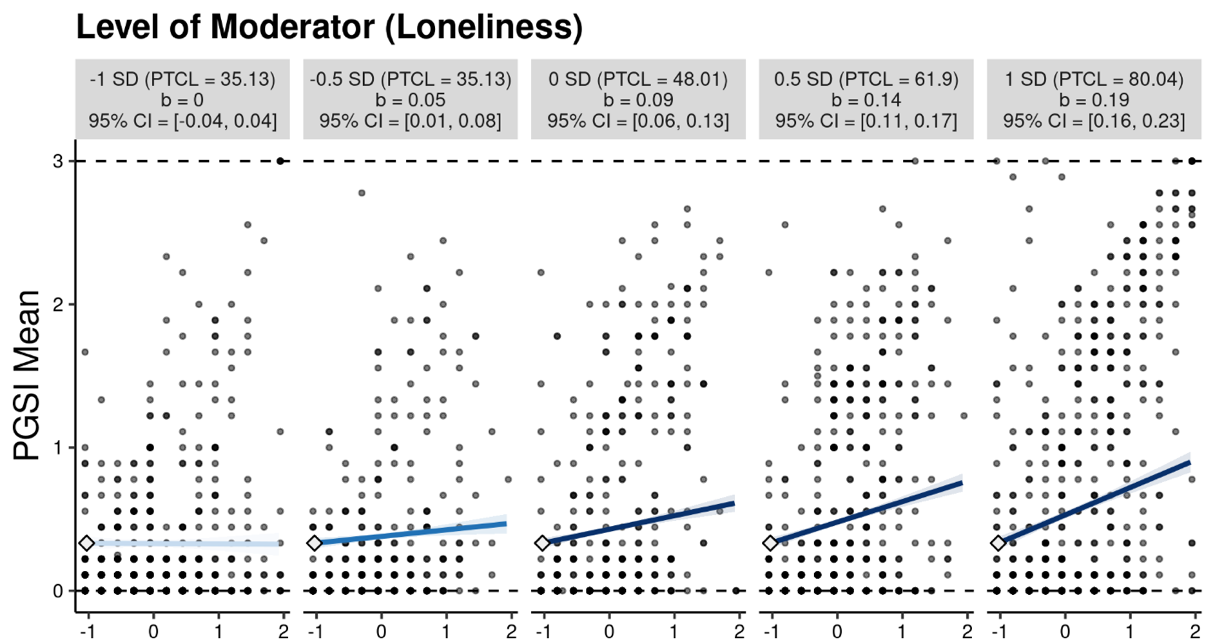 Level of Moderator (Loneliness)
-1 SD (PTCL = 35.13)
b = 0
95% CI = [-0.04, 0.04]
-0.5 SD (PTCL = 35.13)
b = 0.05
95% CI = [0.01, 0.08]
0 SD (PTCL = 48.01)
b = 0.09
95% CI = [0.06, 0.13]
0.5 SD (PTCL = 61.9)
b = 0.14
95% CI = [0.11, 0.17]
1 SD (PTCL = 80.04)
b = 0.19
95% CI = [0.16, 0.23]
PGSI Mean
3
2
1
0
-1 0 1 2
-1 0 1 2
-1 0 1 2
-1 0 1 2
-1 0 1 2